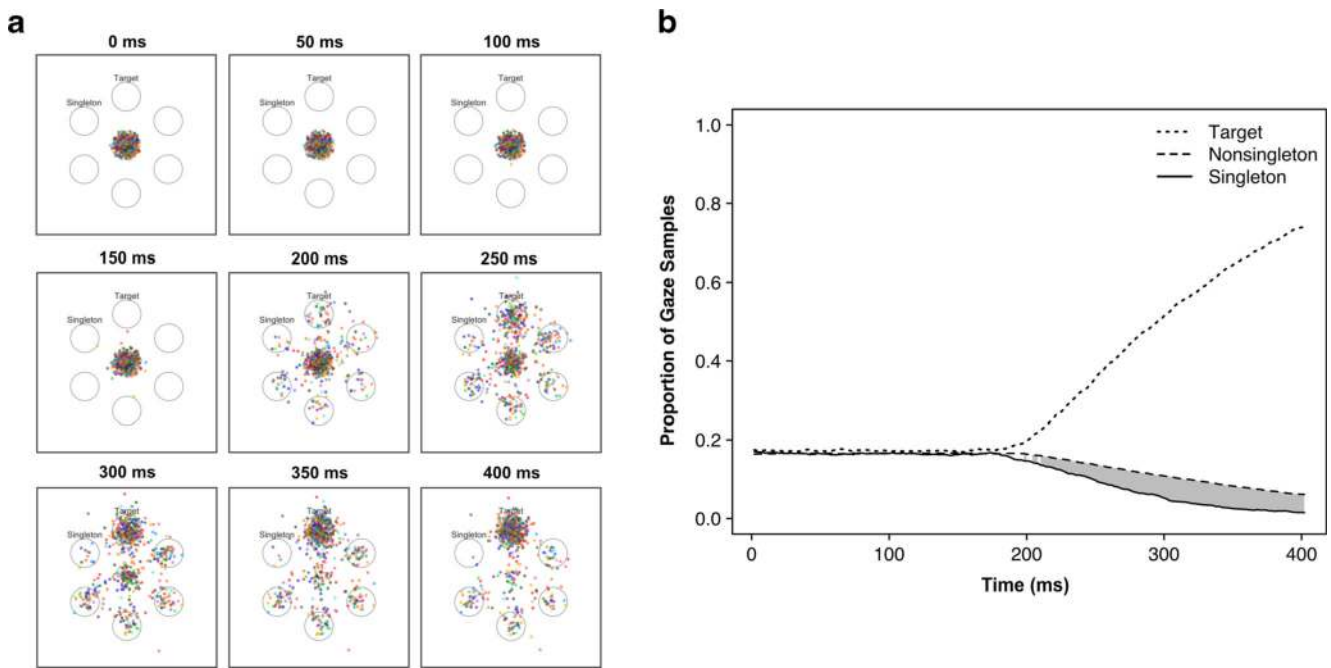 a
0 ms
50 ms
100 ms
Target
Singleton
Target
Singleton
Target
Singleton
150 ms
200 ms
250 ms
Target
Singleton
Target
Singleton
Target
Singleton
300 ms
350 ms
400 ms
Target
Singleton
Target
Singleton
Target
Singleton
b
Proportion of Gaze Samples
1.0
0.8
0.6
0.4
0.2
0.0
Target
Nonsingleton
Singleton
0
100
200
300
400
Time (ms)